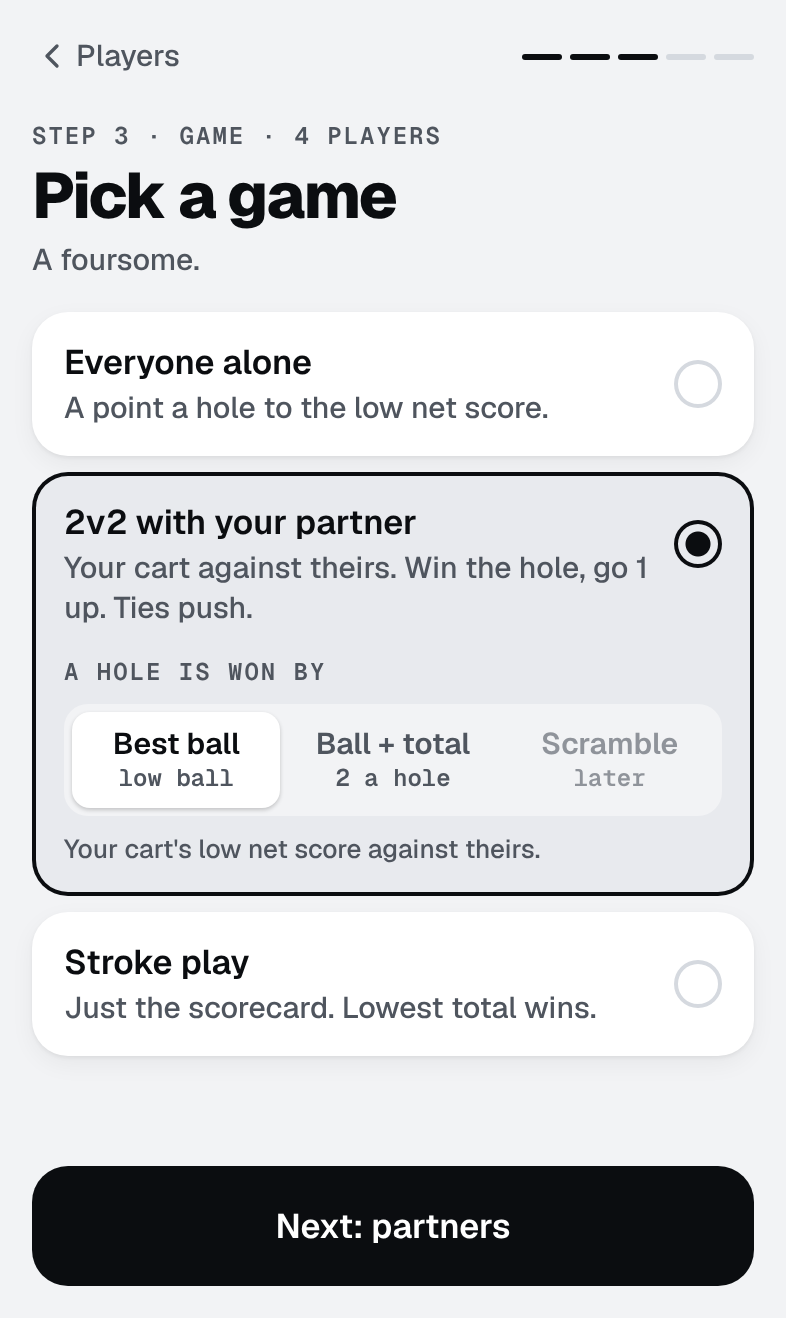 Players
STEP 3 · GAME · 4 PLAYERS
Pick a game
A foursome.
Everyone alone
A point a hole to the low net score.
2v2 with your partner
Your cart against theirs. Win the hole, go 1
up. Ties push.
A HOLE IS WON BY
Best ball
low ball
Ball + total
2 a hole
Scramble
later
Your cart's low net score against theirs.
Stroke play
Just the scorecard. Lowest total wins.
Next: partners